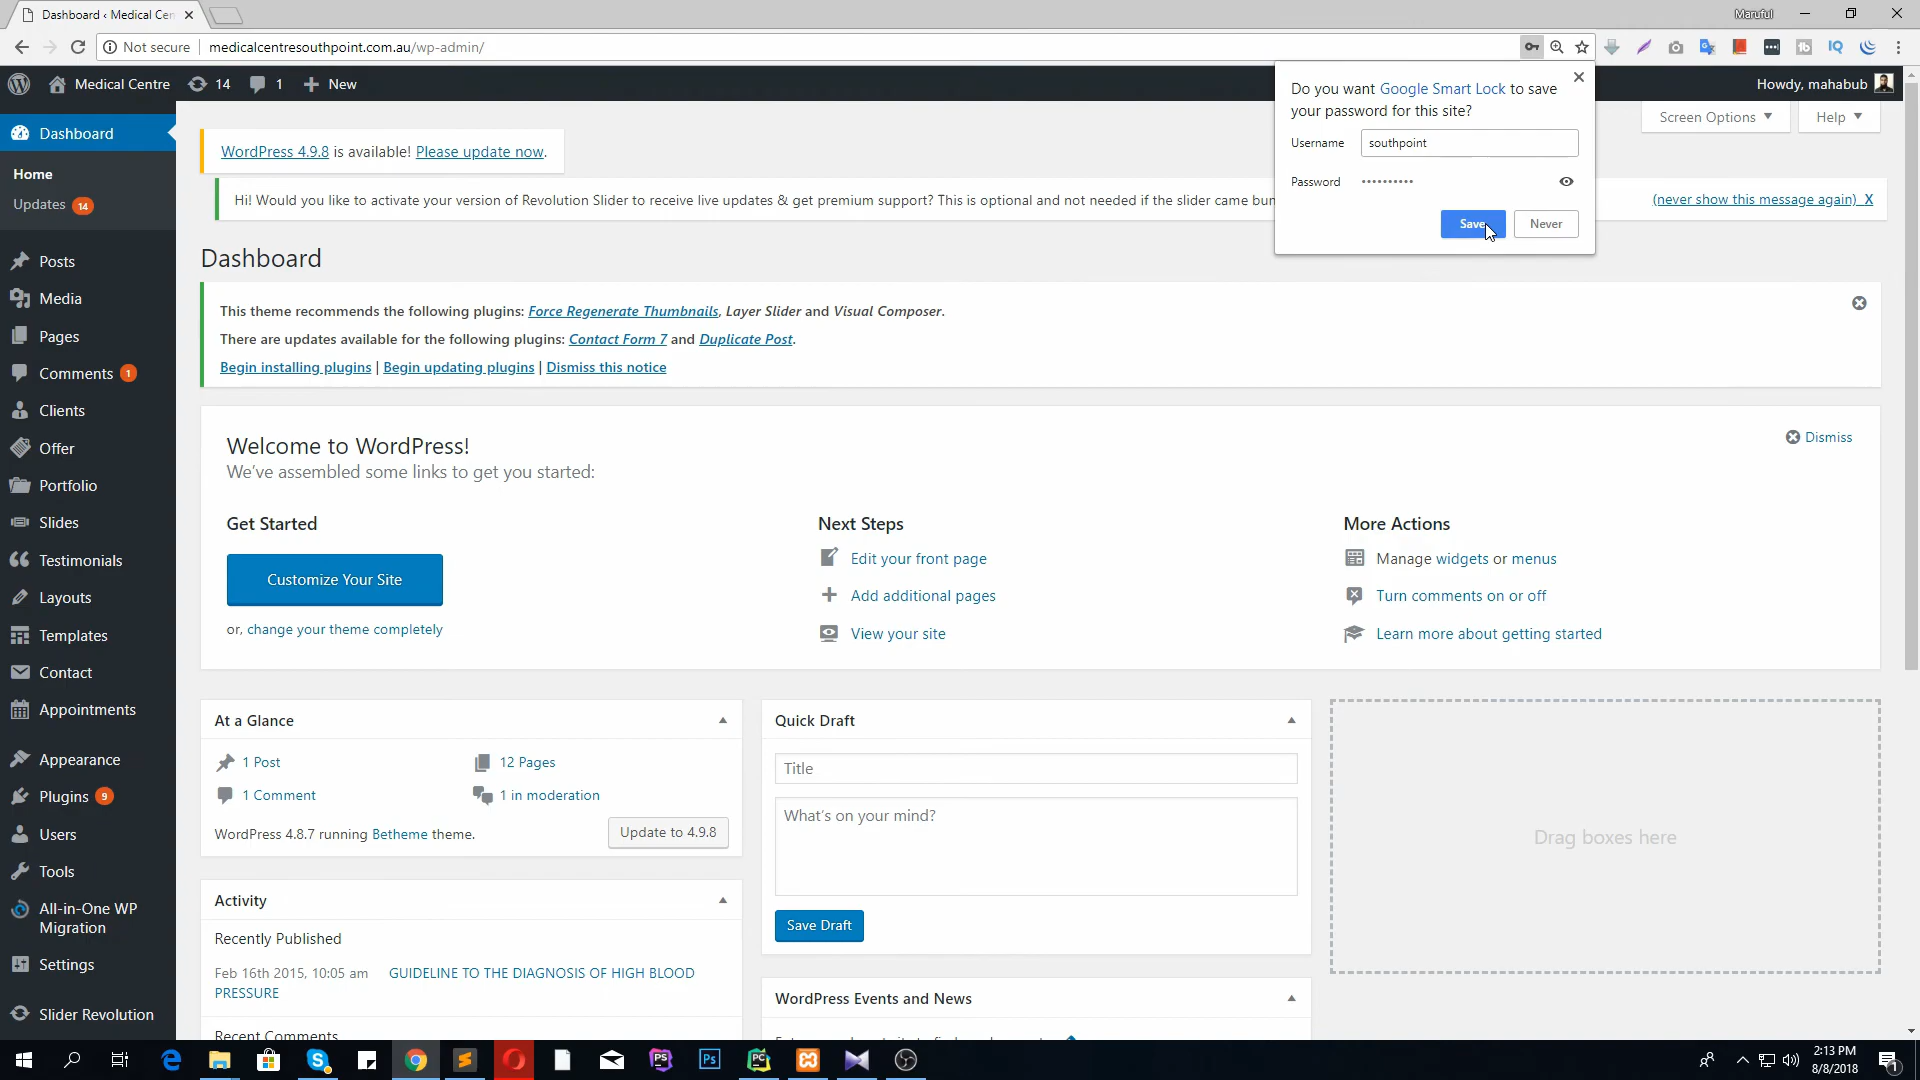 Dashboard ‹ Medical Cen
Maruful
Not secure
medicalcentresouthpoint.com.au/wp-admin/
Medical Centre
14
1
New
Howdy, mahabub
Do you want Google Smart Lock to save
your password for this site?
Username
southpoint
Password
Save
Never
Screen Options
Help
Dashboard
Home
Updates 14
Posts
Media
Pages
Comments 1
Clients
Offer
Portfolio
Slides
Testimonials
Layouts
Templates
Contact
Appointments
Appearance
Plugins 9
Users
Tools
All-in-One WP
Migration
Settings
Slider Revolution
WordPress 4.9.8 is available! Please update now.
Hi! Would you like to activate your version of Revolution Slider to receive live updates & get premium support? This is optional and not needed if the slider came
(never show this message again) X
Dashboard
This theme recommends the following plugins: Force Regenerate Thumbnails, Layer Slider and Visual Composer.
There are updates available for the following plugins: Contact Form 7 and Duplicate Post.
Begin installing plugins | Begin updating plugins | Dismiss this notice
Welcome to WordPress!
We've assembled some links to get you started:
Dismiss
Get Started
Customize Your Site
or, change your theme completely
Next Steps
Edit your front page
Add additional pages
View your site
More Actions
Manage widgets or menus
Turn comments on or off
Learn more about getting started
At a Glance
1 Post
12 Pages
1 Comment
1 in moderation
WordPress 4.8.7 running Betheme theme.
Update to 4.9.8
Activity
Recently Published
Feb 16th 2015, 10:05 am
GUIDELINE TO THE DIAGNOSIS OF HIGH BLOOD
PRESSURE
Recent Comments
Quick Draft
Title
What's on your mind?
Save Draft
WordPress Events and News
Drag boxes here
2:13 PM
8/8/2018